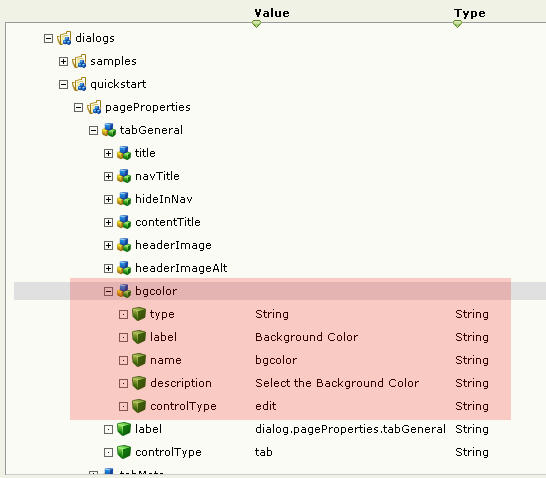 Value Type
dialogs
samples
quickstart
pageProperties
tabGeneral
title
navTitle
hideInNav
contentTitle
headerImage
headerImageAlt
bgcolor
type String String
label Background Color String
name bgcolor String
description Select the Background Color String
controlType edit String
label dialog.pageProperties.tabGeneral String
controlType tab String